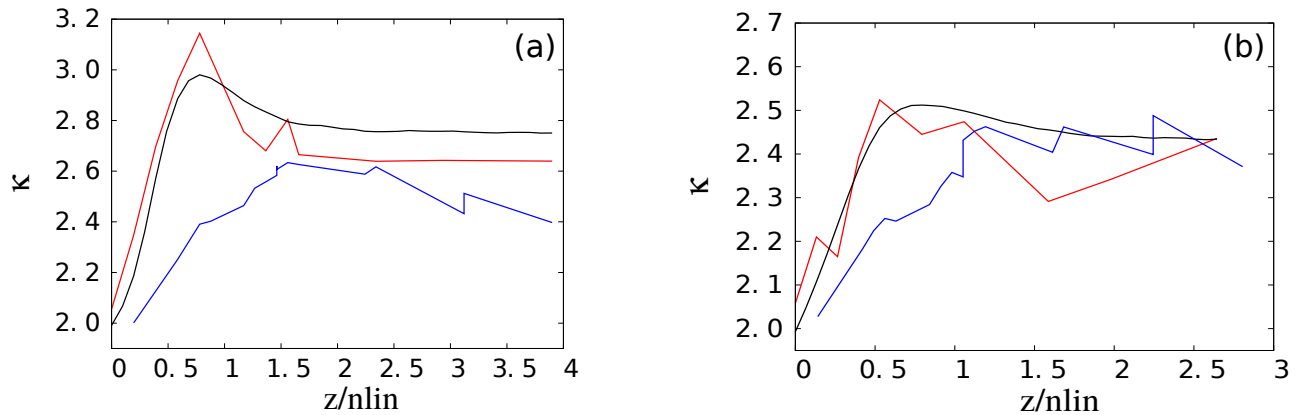 (a)
κ
3. 2
3. 0
2. 8
2. 6
2. 4
2. 2
2. 0
0 0. 5 1 1. 5 2 2. 5 3 3. 5 4
z/nlin
(b)
κ
2. 7
2. 6
2. 5
2. 4
2. 3
2. 2
2. 1
2. 0
0 0. 5 1 1. 5 2 2. 5 3
z/nlin